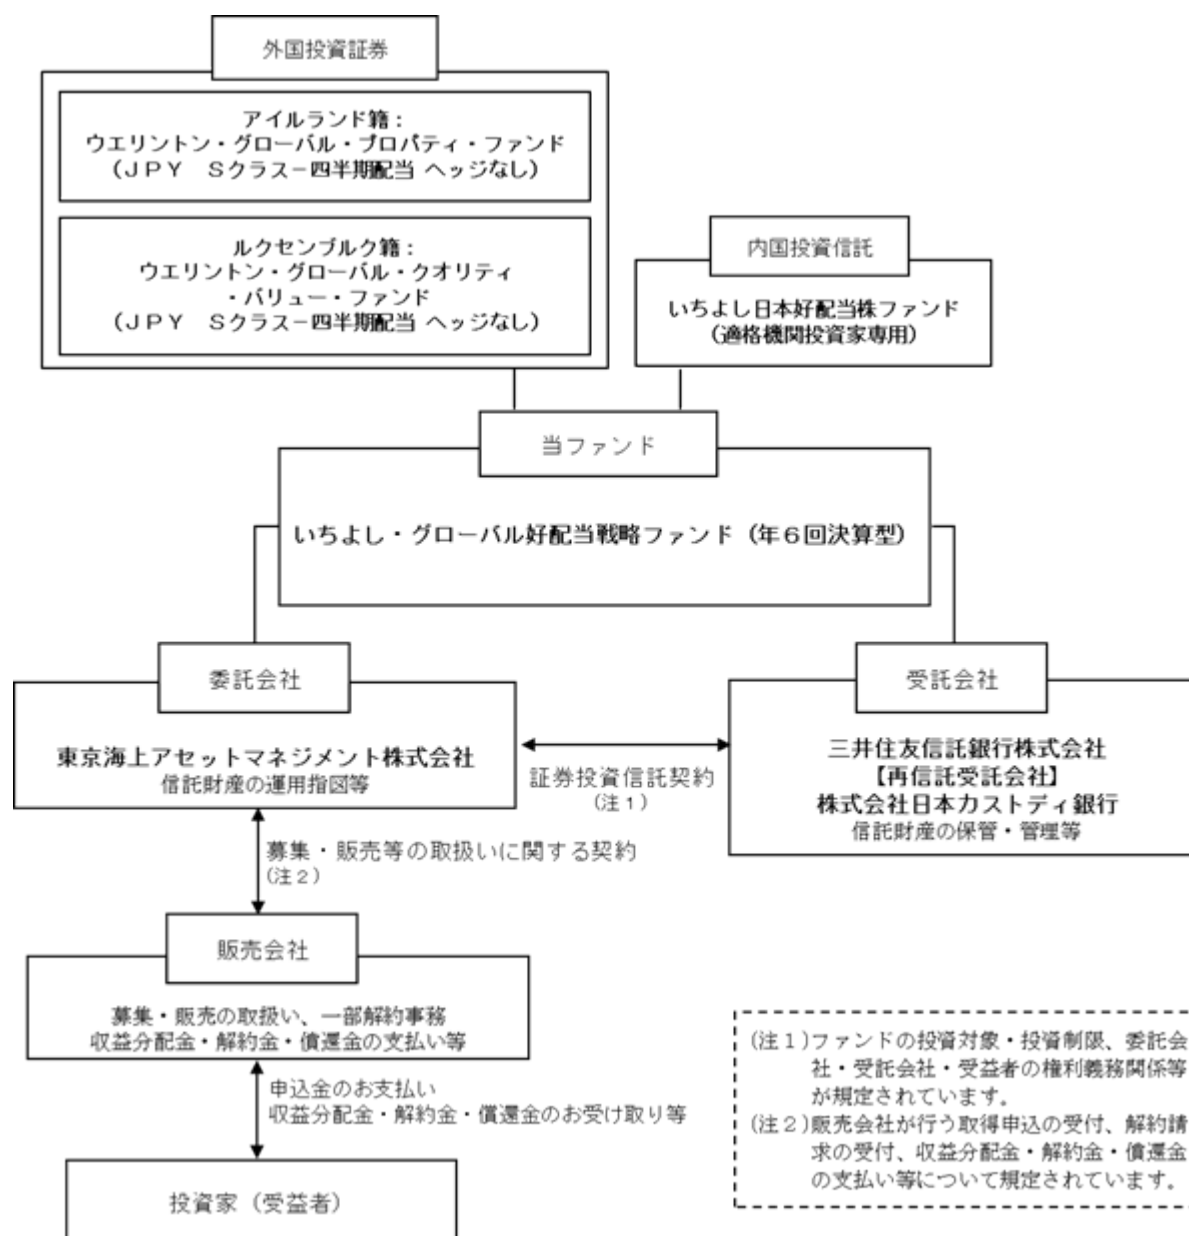 外国投資証券
アイルランド籍：
ウエリントン・グローバル・プロパティ・ファンド
（ＪＰＹ　Ｓクラス－四半期配当 ヘッジなし）
ルクセンブルク籍：
ウエリントン・グローバル・クオリティ
・バリュー・ファンド
（ＪＰＹ　Ｓクラス－四半期配当 ヘッジなし）
内国投資信託
いちよし日本好配当株ファンド
（適格機関投資家専用）
当ファンド
いちよし・グローバル好配当戦略ファンド（年６回決算型）
委託会社
東京海上アセットマネジメント株式会社
信託財産の運用指図等
証券投資信託契約
（注１）
受託会社
三井住友信託銀行株式会社
【再信託受託会社】
株式会社日本カストディ銀行
信託財産の保管・管理等
募集・販売等の取扱いに関する契約
（注２）
販売会社
募集・販売の取扱い、一部解約事務
収益分配金・解約金・償還金の支払い等
申込金のお支払い
収益分配金・解約金・償還金のお受け取り等
投資家（受益者）
（注１）ファンドの投資対象・投資制限、委託会
社・受託会社・受益者の権利義務関係等
が規定されています。
（注２）販売会社が行う取得申込の受付、解約請
求の受付、収益分配金・解約金・償還金
の支払い等について規定されています。